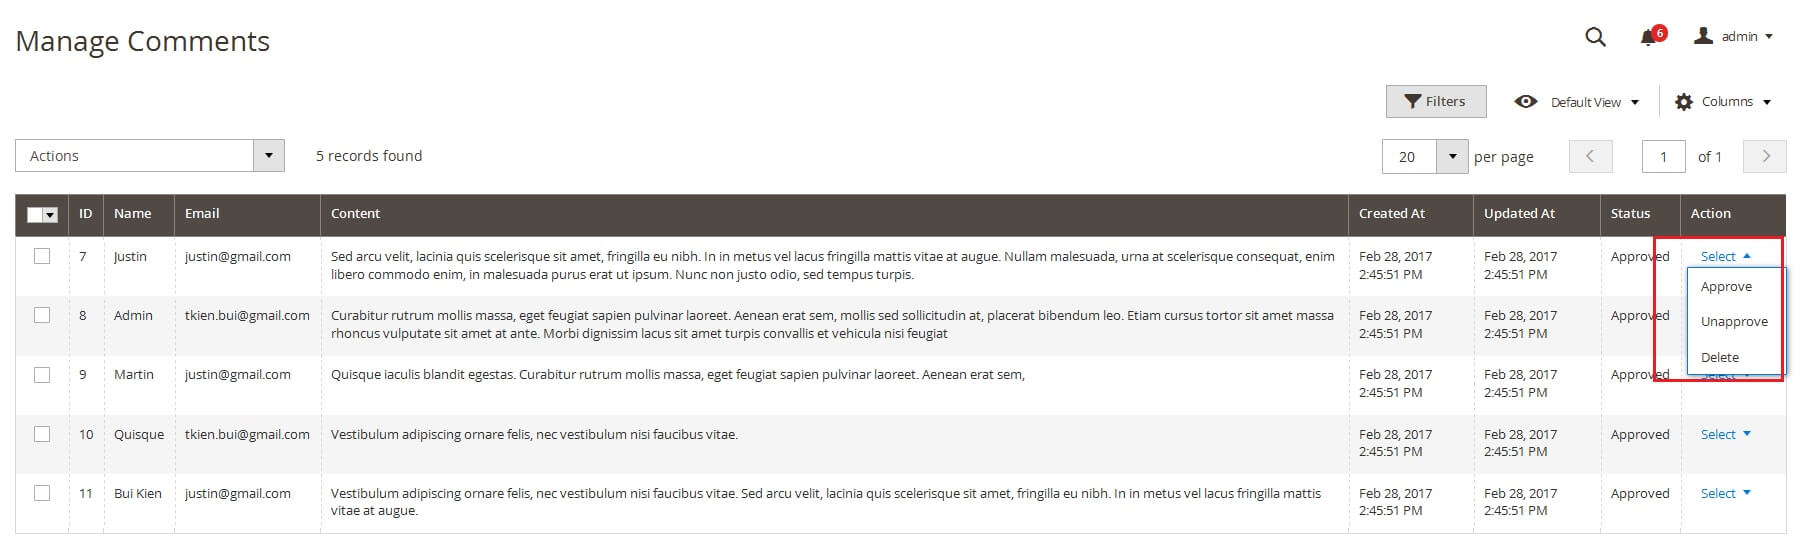 Manage Comments
6
admin
Filters
Default View
Columns
Actions
5 records found
20
per page
1
of 1
ID Name Email Content Created At Updated At Status Action
7 Justin justin@gmail.com Sed arcu velit, lacinia quis scelerisque sit amet, fringilla eu nibh. In in metus vel lacus fringilla mattis vitae at augue. Nullam malesuada, urna at scelerisque consequat, enim Feb 28, 2017 Feb 28, 2017 Approved Select
libero commodo enim, in malesuada purus erat ut ipsum. Nunc non justo odio, sed tempus turpis. 2:45:51 PM 2:45:51 PM
Approve
8 Admin tkien.bui@gmail.com Curabitur rutrum mollis massa, eget feugiat sapien pulvinar laoreet. Aenean erat sem, mollis sed sollicitudin at, placerat bibendum leo. Etiam cursus tortor sit amet massa Feb 28, 2017 Feb 28, 2017 Approved
Unapprove
rhoncus vulputate sit amet at ante. Morbi dignissim lacus sit amet turpis convallis et vehicula nisi feugiat 2:45:51 PM 2:45:51 PM
Delete
9 Martin justin@gmail.com Quisque iaculis blandit egestas. Curabitur rutrum mollis massa, eget feugiat sapien pulvinar laoreet. Aenean erat sem, Feb 28, 2017 Feb 28, 2017 Approved
2:45:51 PM 2:45:51 PM
10 Quisque tkien.bui@gmail.com Vestibulum adipiscing ornare felis, nec vestibulum nisi faucibus vitae. Feb 28, 2017 Feb 28, 2017 Approved Select
2:45:51 PM 2:45:51 PM
11 Bui Kien justin@gmail.com Vestibulum adipiscing ornare felis, nec vestibulum nisi faucibus vitae. Sed arcu velit, lacinia quis scelerisque sit amet, fringilla eu nibh. In in metus vel lacus fringilla mattis Feb 28, 2017 Feb 28, 2017 Approved Select
vitae at augue. 2:45:51 PM 2:45:51 PM